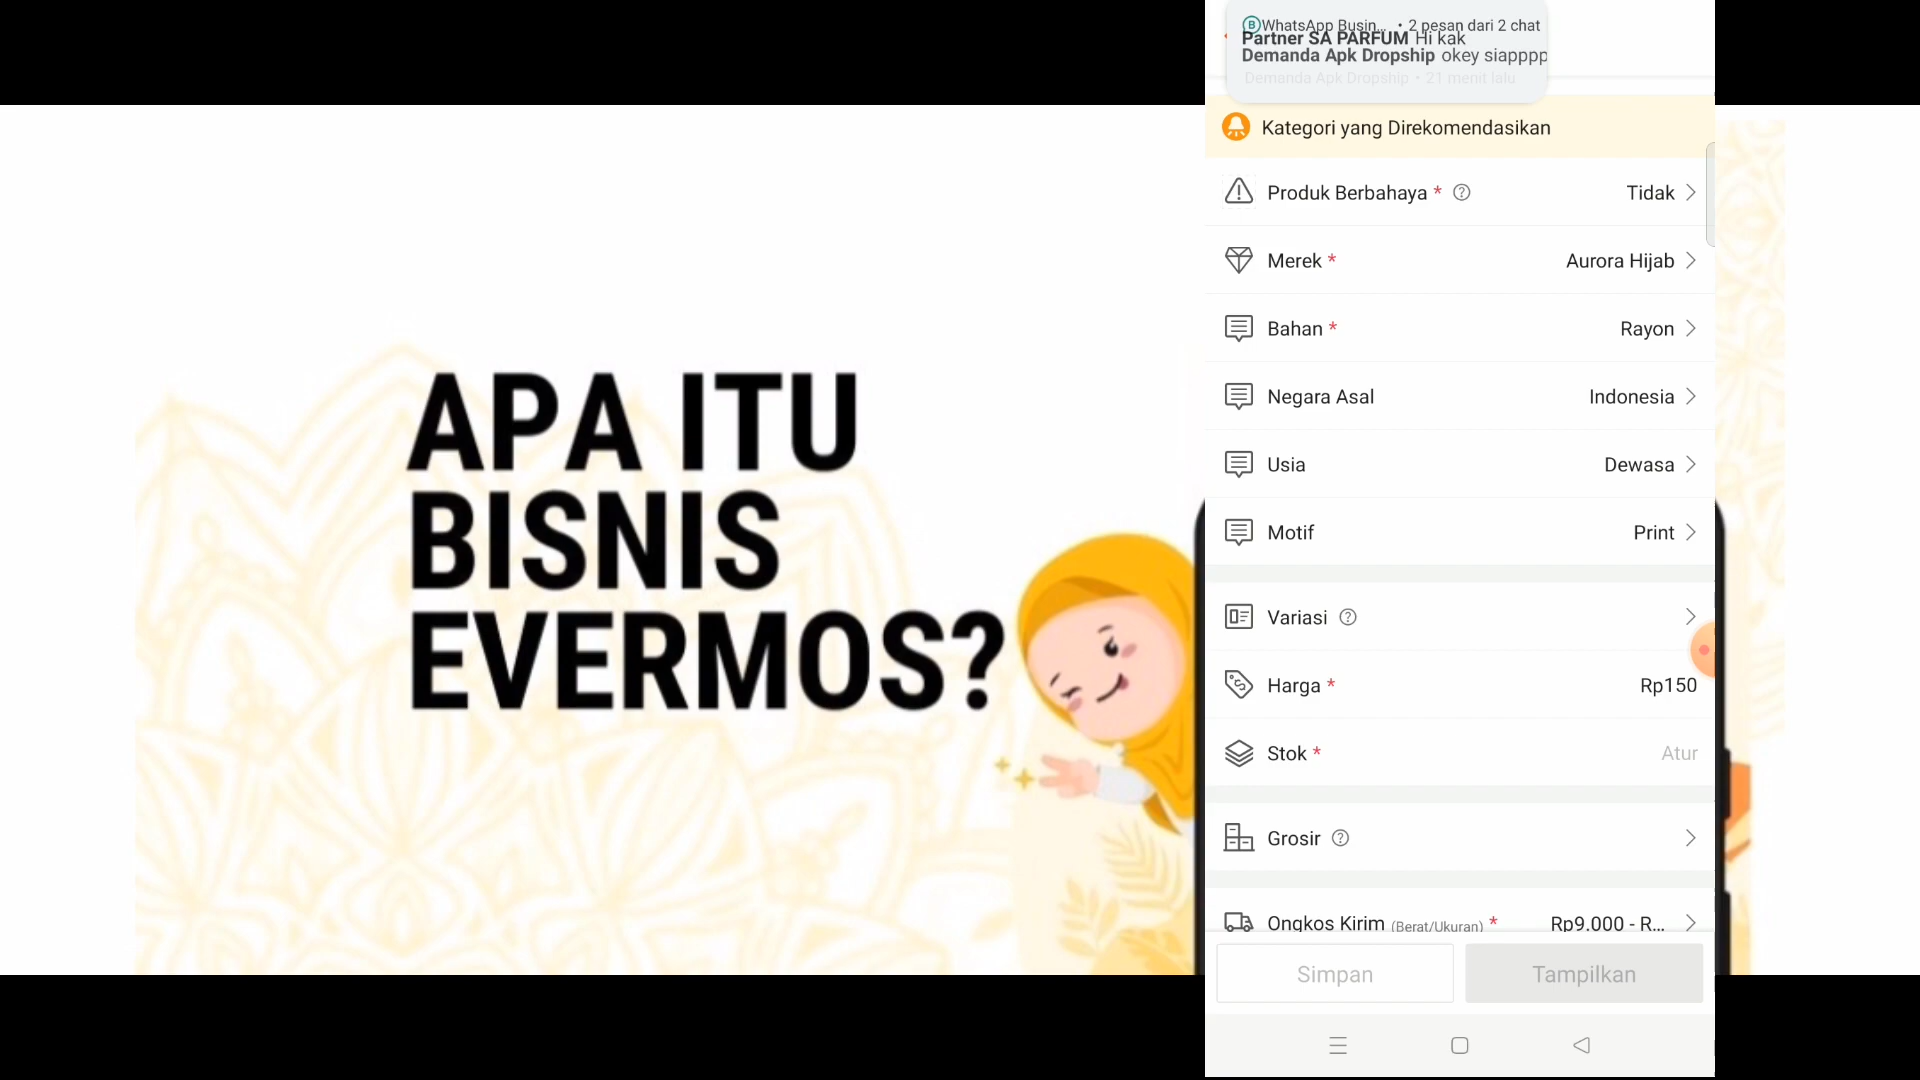 APA ITU
BISNIS
EVERMOS?
WhatsApp Busin... • 2 pesan dari 2 chat
Partner SA PARFUM Hi kak
Demanda Apk Dropship okey siapppp
Demanda Apk Dropship • 21 menit lalu
Kategori yang Direkomendasikan
Produk Berbahaya * Tidak
Merek * Aurora Hijab
Bahan * Rayon
Negara Asal Indonesia
Usia Dewasa
Motif Print
Variasi
Harga * Rp150
Stok * Atur
Grosir
Ongkos Kirim (Berat/Ukuran) * Rp9.000 - R...
Simpan Tampilkan